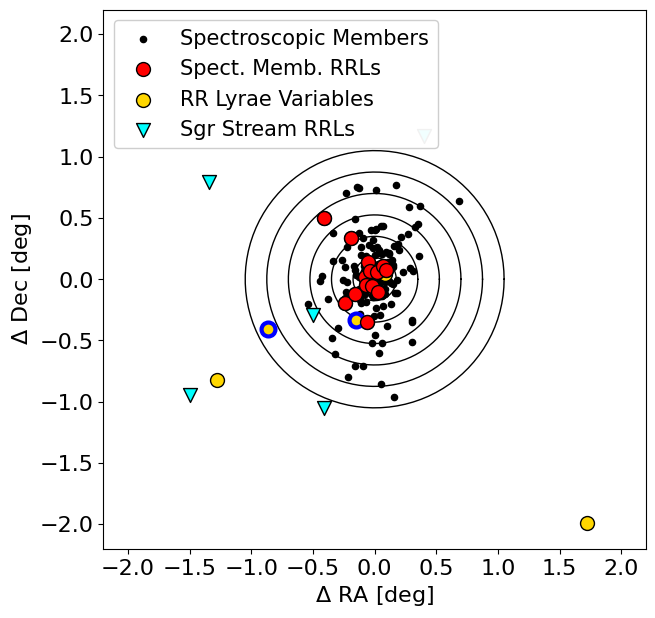 Spectroscopic Members
Spect. Memb. RRLs
RR Lyrae Variables
Sgr Stream RRLs
2.0
1.5
1.0
0.5
0.0
−0.5
−1.0
−1.5
−2.0
Δ Dec [deg]
−2.0 −1.5 −1.0 −0.5 0.0 0.5 1.0 1.5 2.0
Δ RA [deg]